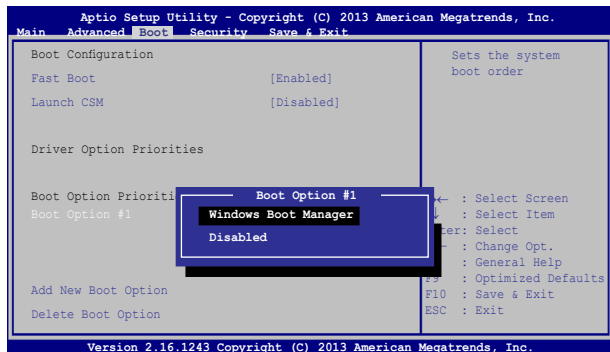 Aptio Setup Utility - Copyright (C) 2013 American Megatrends, Inc.
Main Advanced Boot Security Save & Exit
Boot Configuration
Fast Boot [Enabled]
Launch CSM [Disabled]
Driver Option Priorities
Boot Option
Boot Option #1
Add New Boot Option
Delete Boot Option
Boot Option #1
Windows Boot Manager
Disabled
Sets the system
boot order
←  : Select Screen
↓  : Select Item
: Select
: Change Opt.
: General Help
F9  : Optimized Defaults
F10  : Save & Exit
ESC  : Exit
Version 2.16.1243 Copyright (C) 2013 American Megatrends, Inc.